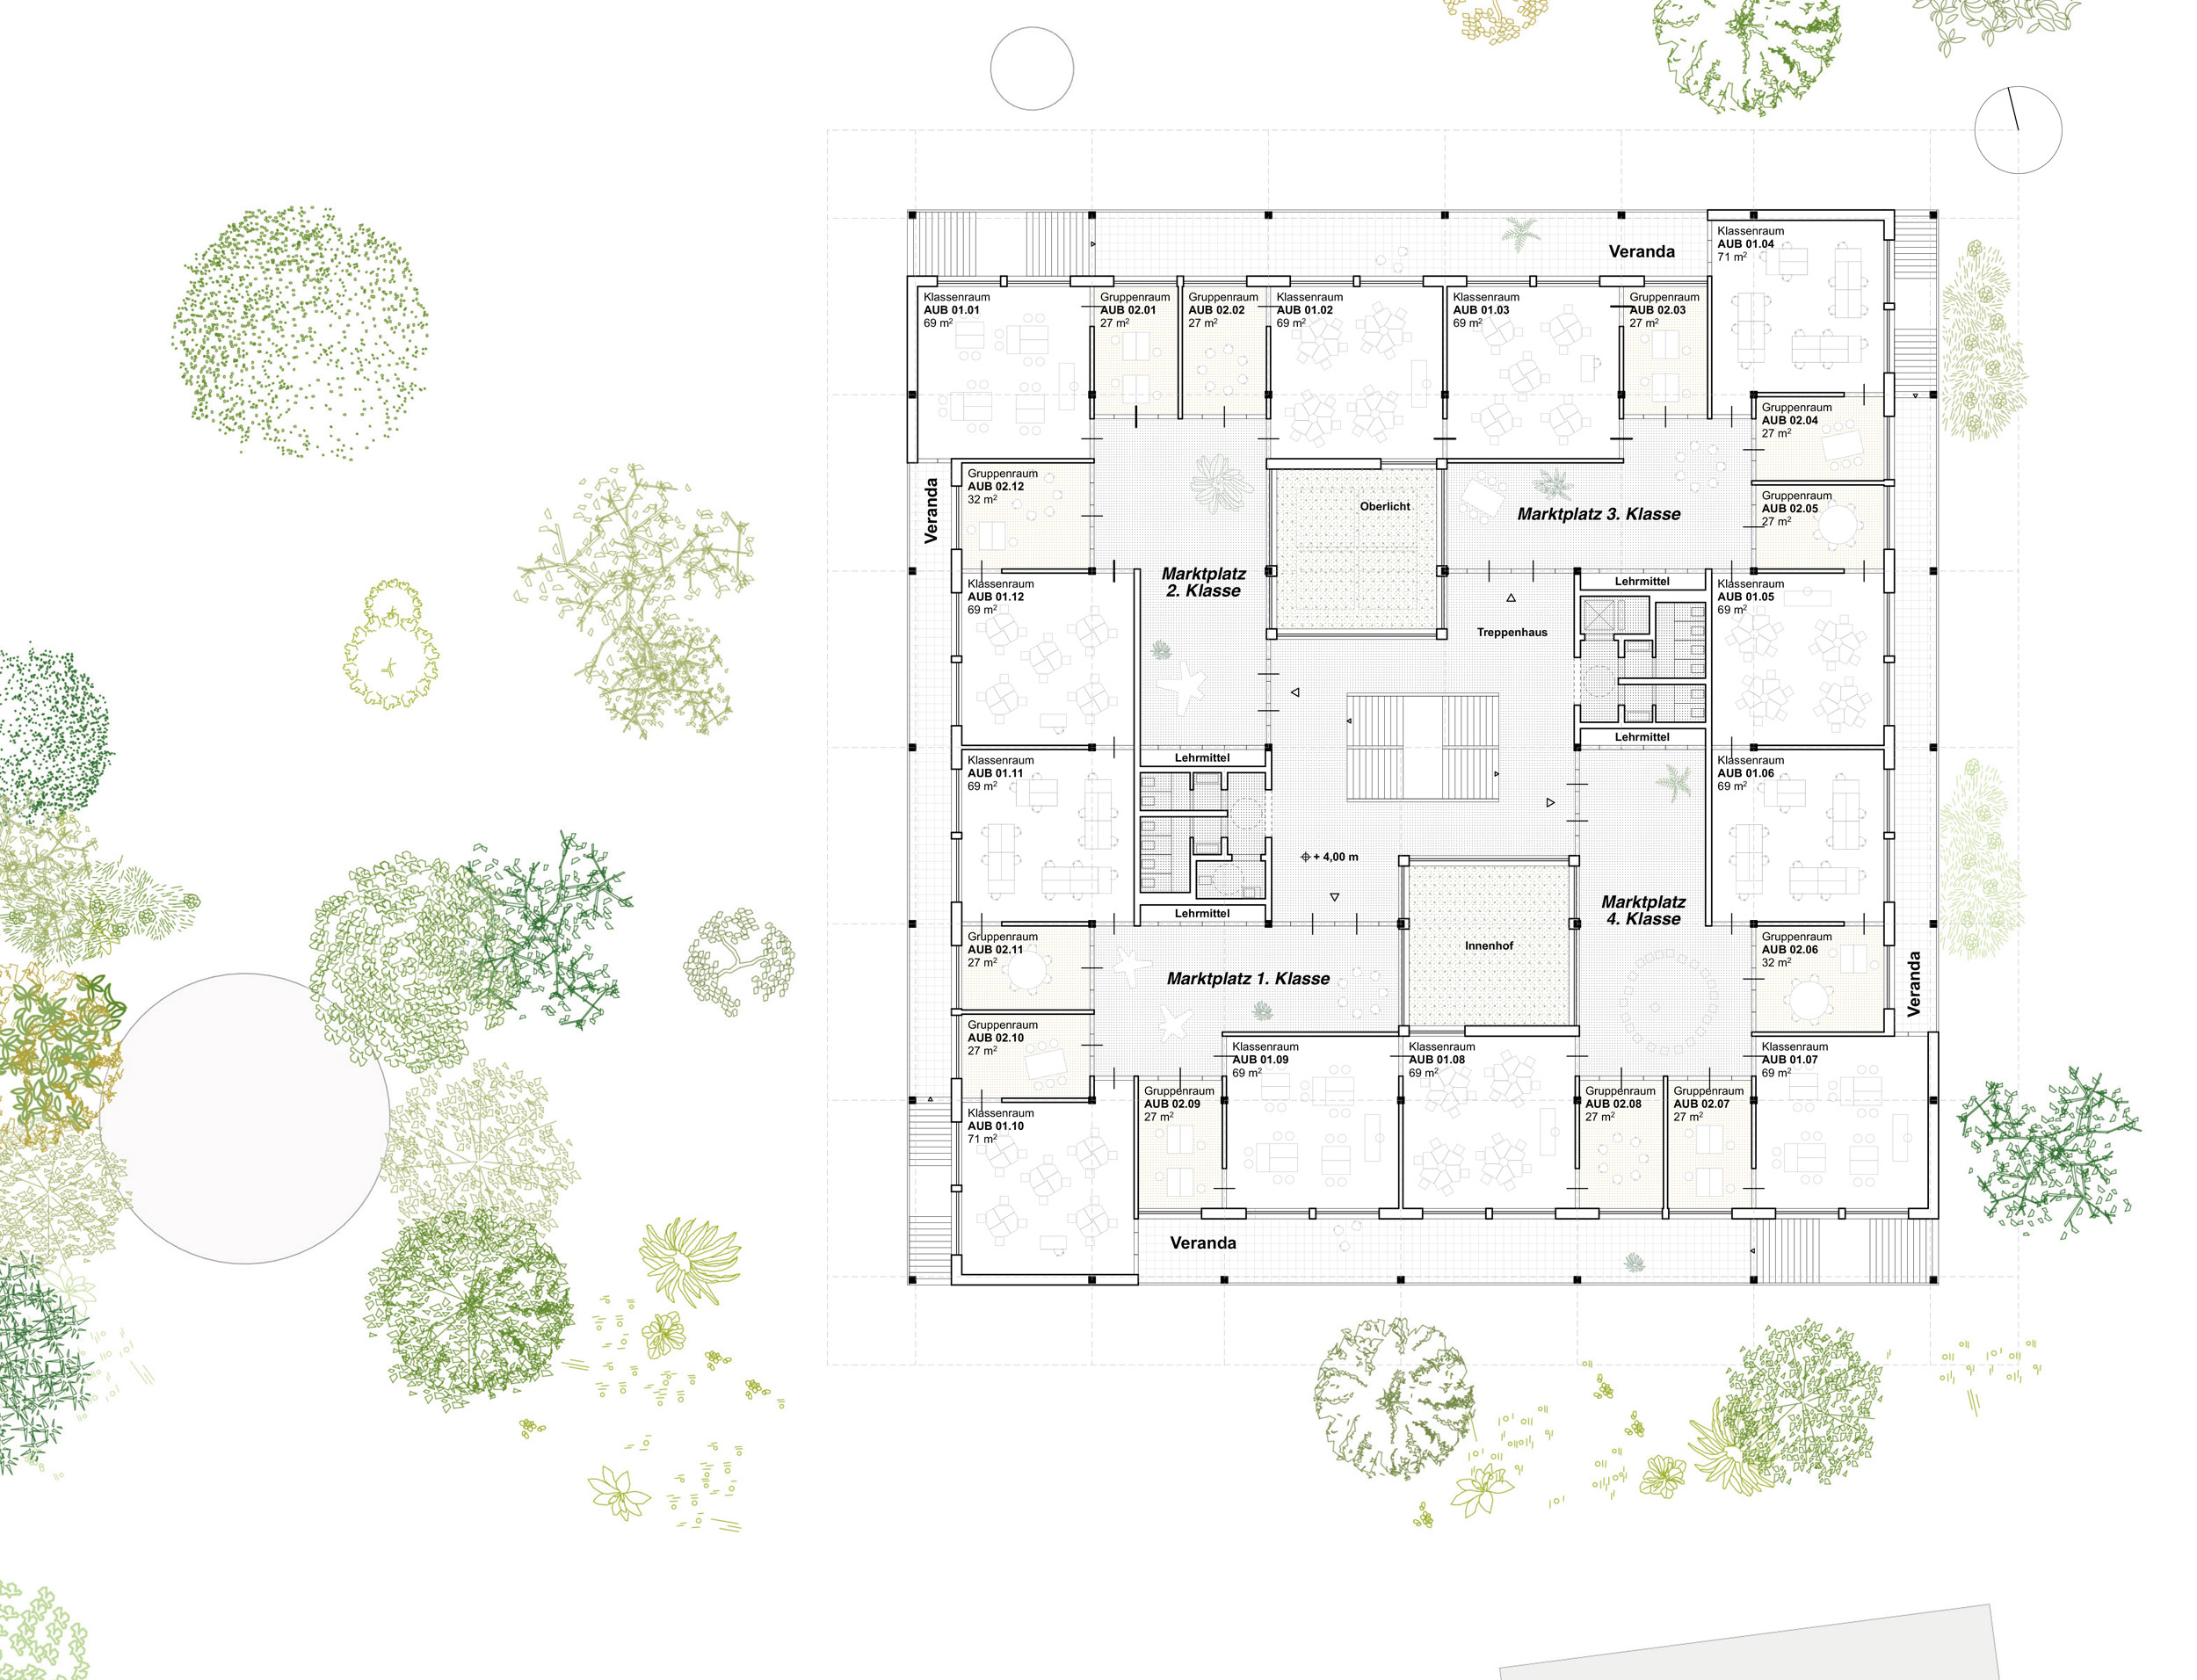 Veranda
Klassenraum
AUB 01.04
71 m²
Klassenraum
AUB 01.01
69 m²
Gruppenraum
AUB 02.01
27 m²
Gruppenraum
AUB 02.02
27 m²
Klassenraum
AUB 01.02
69 m²
Klassenraum
AUB 01.03
69 m²
Gruppenraum
AUB 02.03
27 m²
Gruppenraum
AUB 02.04
27 m²
Veranda
Gruppenraum
AUB 02.12
32 m²
Oberlicht
Marktplatz 3. Klasse
Gruppenraum
AUB 02.05
27 m²
Marktplatz
2. Klasse
Klassenraum
AUB 01.12
69 m²
Lehrmittel
Klassenraum
AUB 01.05
69 m²
Treppenhaus
Lehrmittel
Lehrmittel
Klassenraum
AUB 01.11
69 m²
Klassenraum
AUB 01.06
69 m²
+ 4,00 m
Lehrmittel
Marktplatz
4. Klasse
Gruppenraum
AUB 02.11
27 m²
Marktplatz 1. Klasse
Innenhof
Gruppenraum
AUB 02.06
32 m²
Veranda
Gruppenraum
AUB 02.10
27 m²
Klassenraum
AUB 01.09
69 m²
Klassenraum
AUB 01.08
69 m²
Klassenraum
AUB 01.07
69 m²
Gruppenraum
AUB 02.09
27 m²
Gruppenraum
AUB 02.08
27 m²
Gruppenraum
AUB 02.07
27 m²
Klassenraum
AUB 01.10
71 m²
Veranda